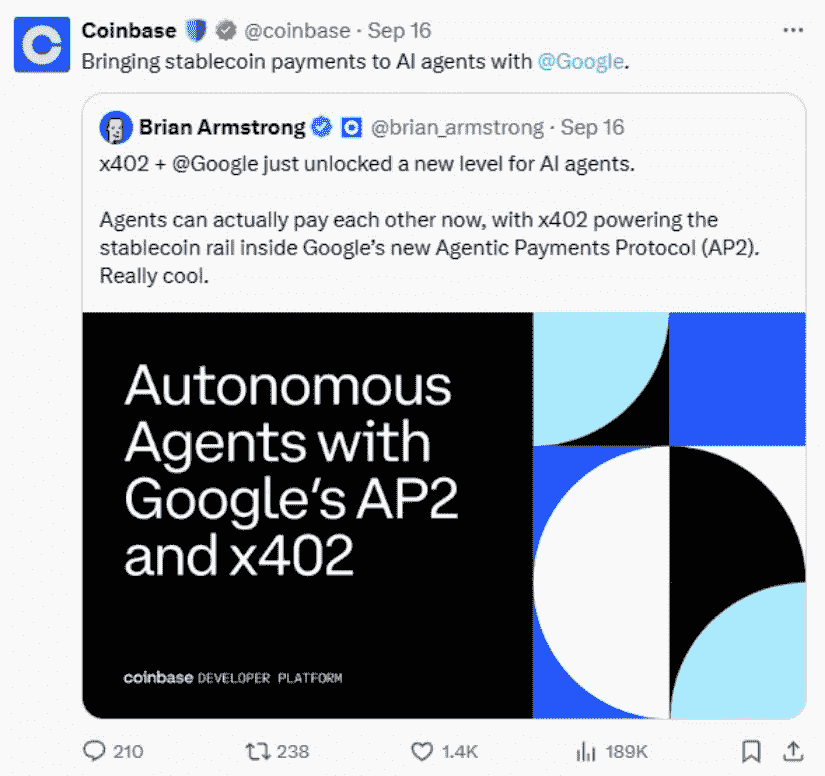 Coinbase @coinbase · Sep 16
Bringing stablecoin payments to AI agents with @Google.
Brian Armstrong @brian_armstrong · Sep 16
x402 + @Google just unlocked a new level for AI agents.
Agents can actually pay each other now, with x402 powering the
stablecoin rail inside Google’s new Agentic Payments Protocol (AP2).
Really cool.
Autonomous
Agents with
Google’s AP2
and x402
coinbase DEVELOPER PLATFORM
210 238 1.4K 189K